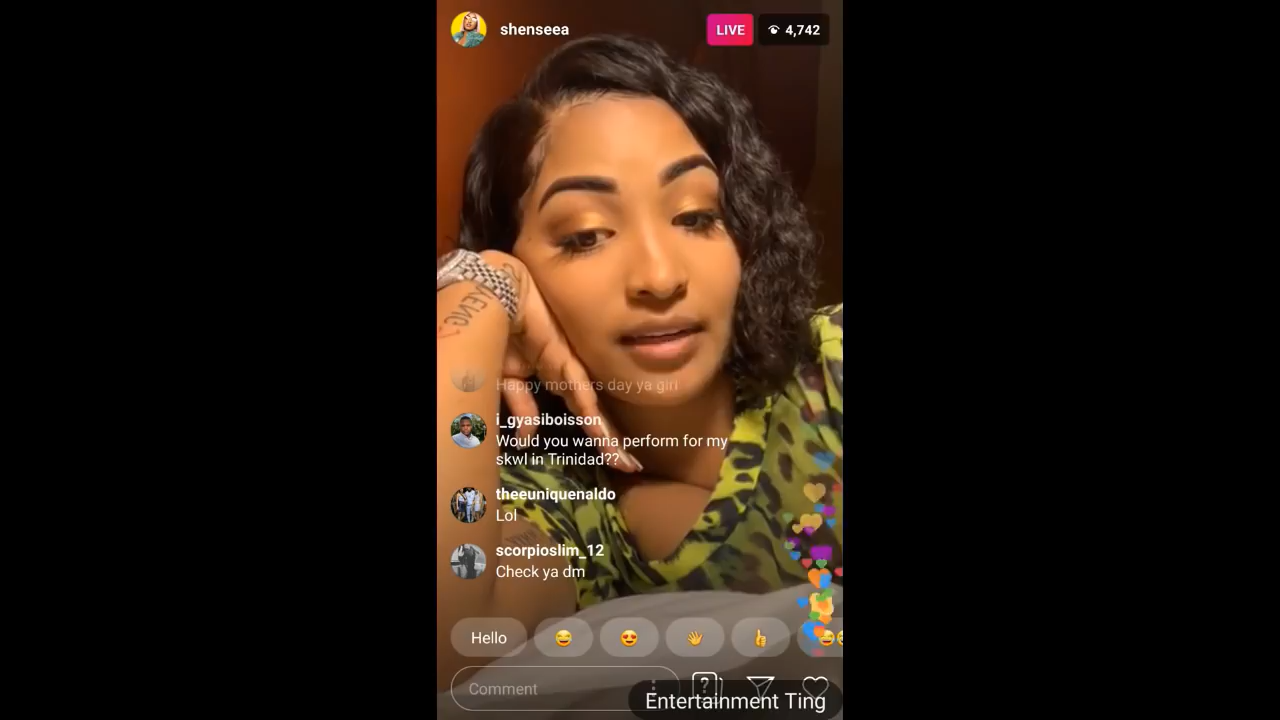 shenseea
LIVE
4,742
Happy mothers day ya girl
i_gyasiboisson
Would you wanna perform for my
skwl in Trinidad??
theeuniquenaldo
Lol
scorpioslim_12
Check ya dm
Hello
Comment
?
Entertainment Ting